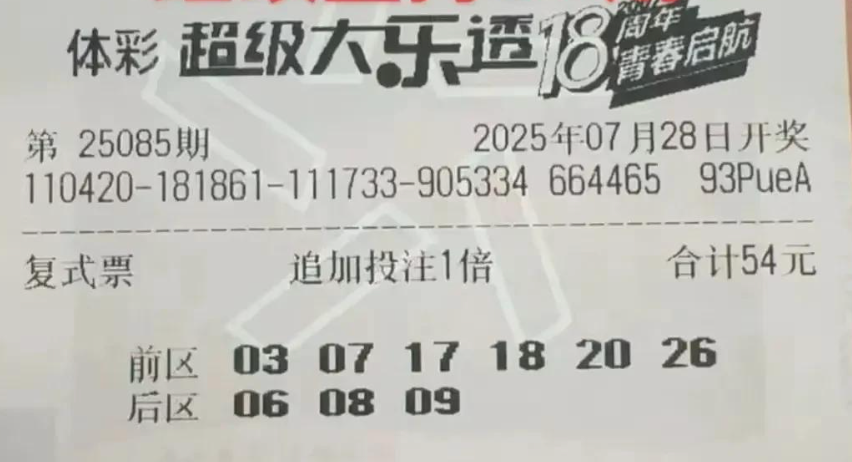 体彩 超级大乐透 18周年 青春启航
第 25085期 2025年07月28日开奖
110420-181861-111733-905334 664465 93PueA
复式票 追加投注1倍 合计54元
前区 03 07 17 18 20 26
后区 06 08 09